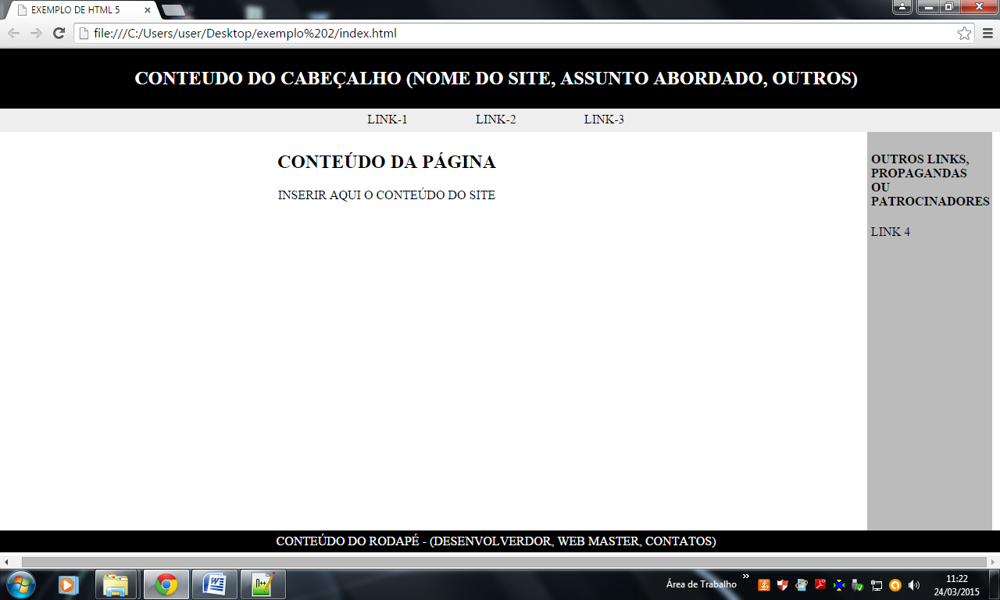 EXEMPLO DE HTML 5
file:///C:/Users/user/Desktop/exemplo%202/index.html
CONTEUDO DO CABEÇALHO (NOME DO SITE, ASSUNTO ABORDADO, OUTROS)
LINK-1 LINK-2 LINK-3
CONTEÚDO DA PÁGINA
INSERIR AQUI O CONTEÚDO DO SITE
OUTROS LINKS,
PROPAGANDAS
OU
PATROCINADORES
LINK 4
CONTEÚDO DO RODAPÉ - (DESENVOLVERDOR, WEB MASTER, CONTATOS)
Área de Trabalho
11:22
24/03/2015